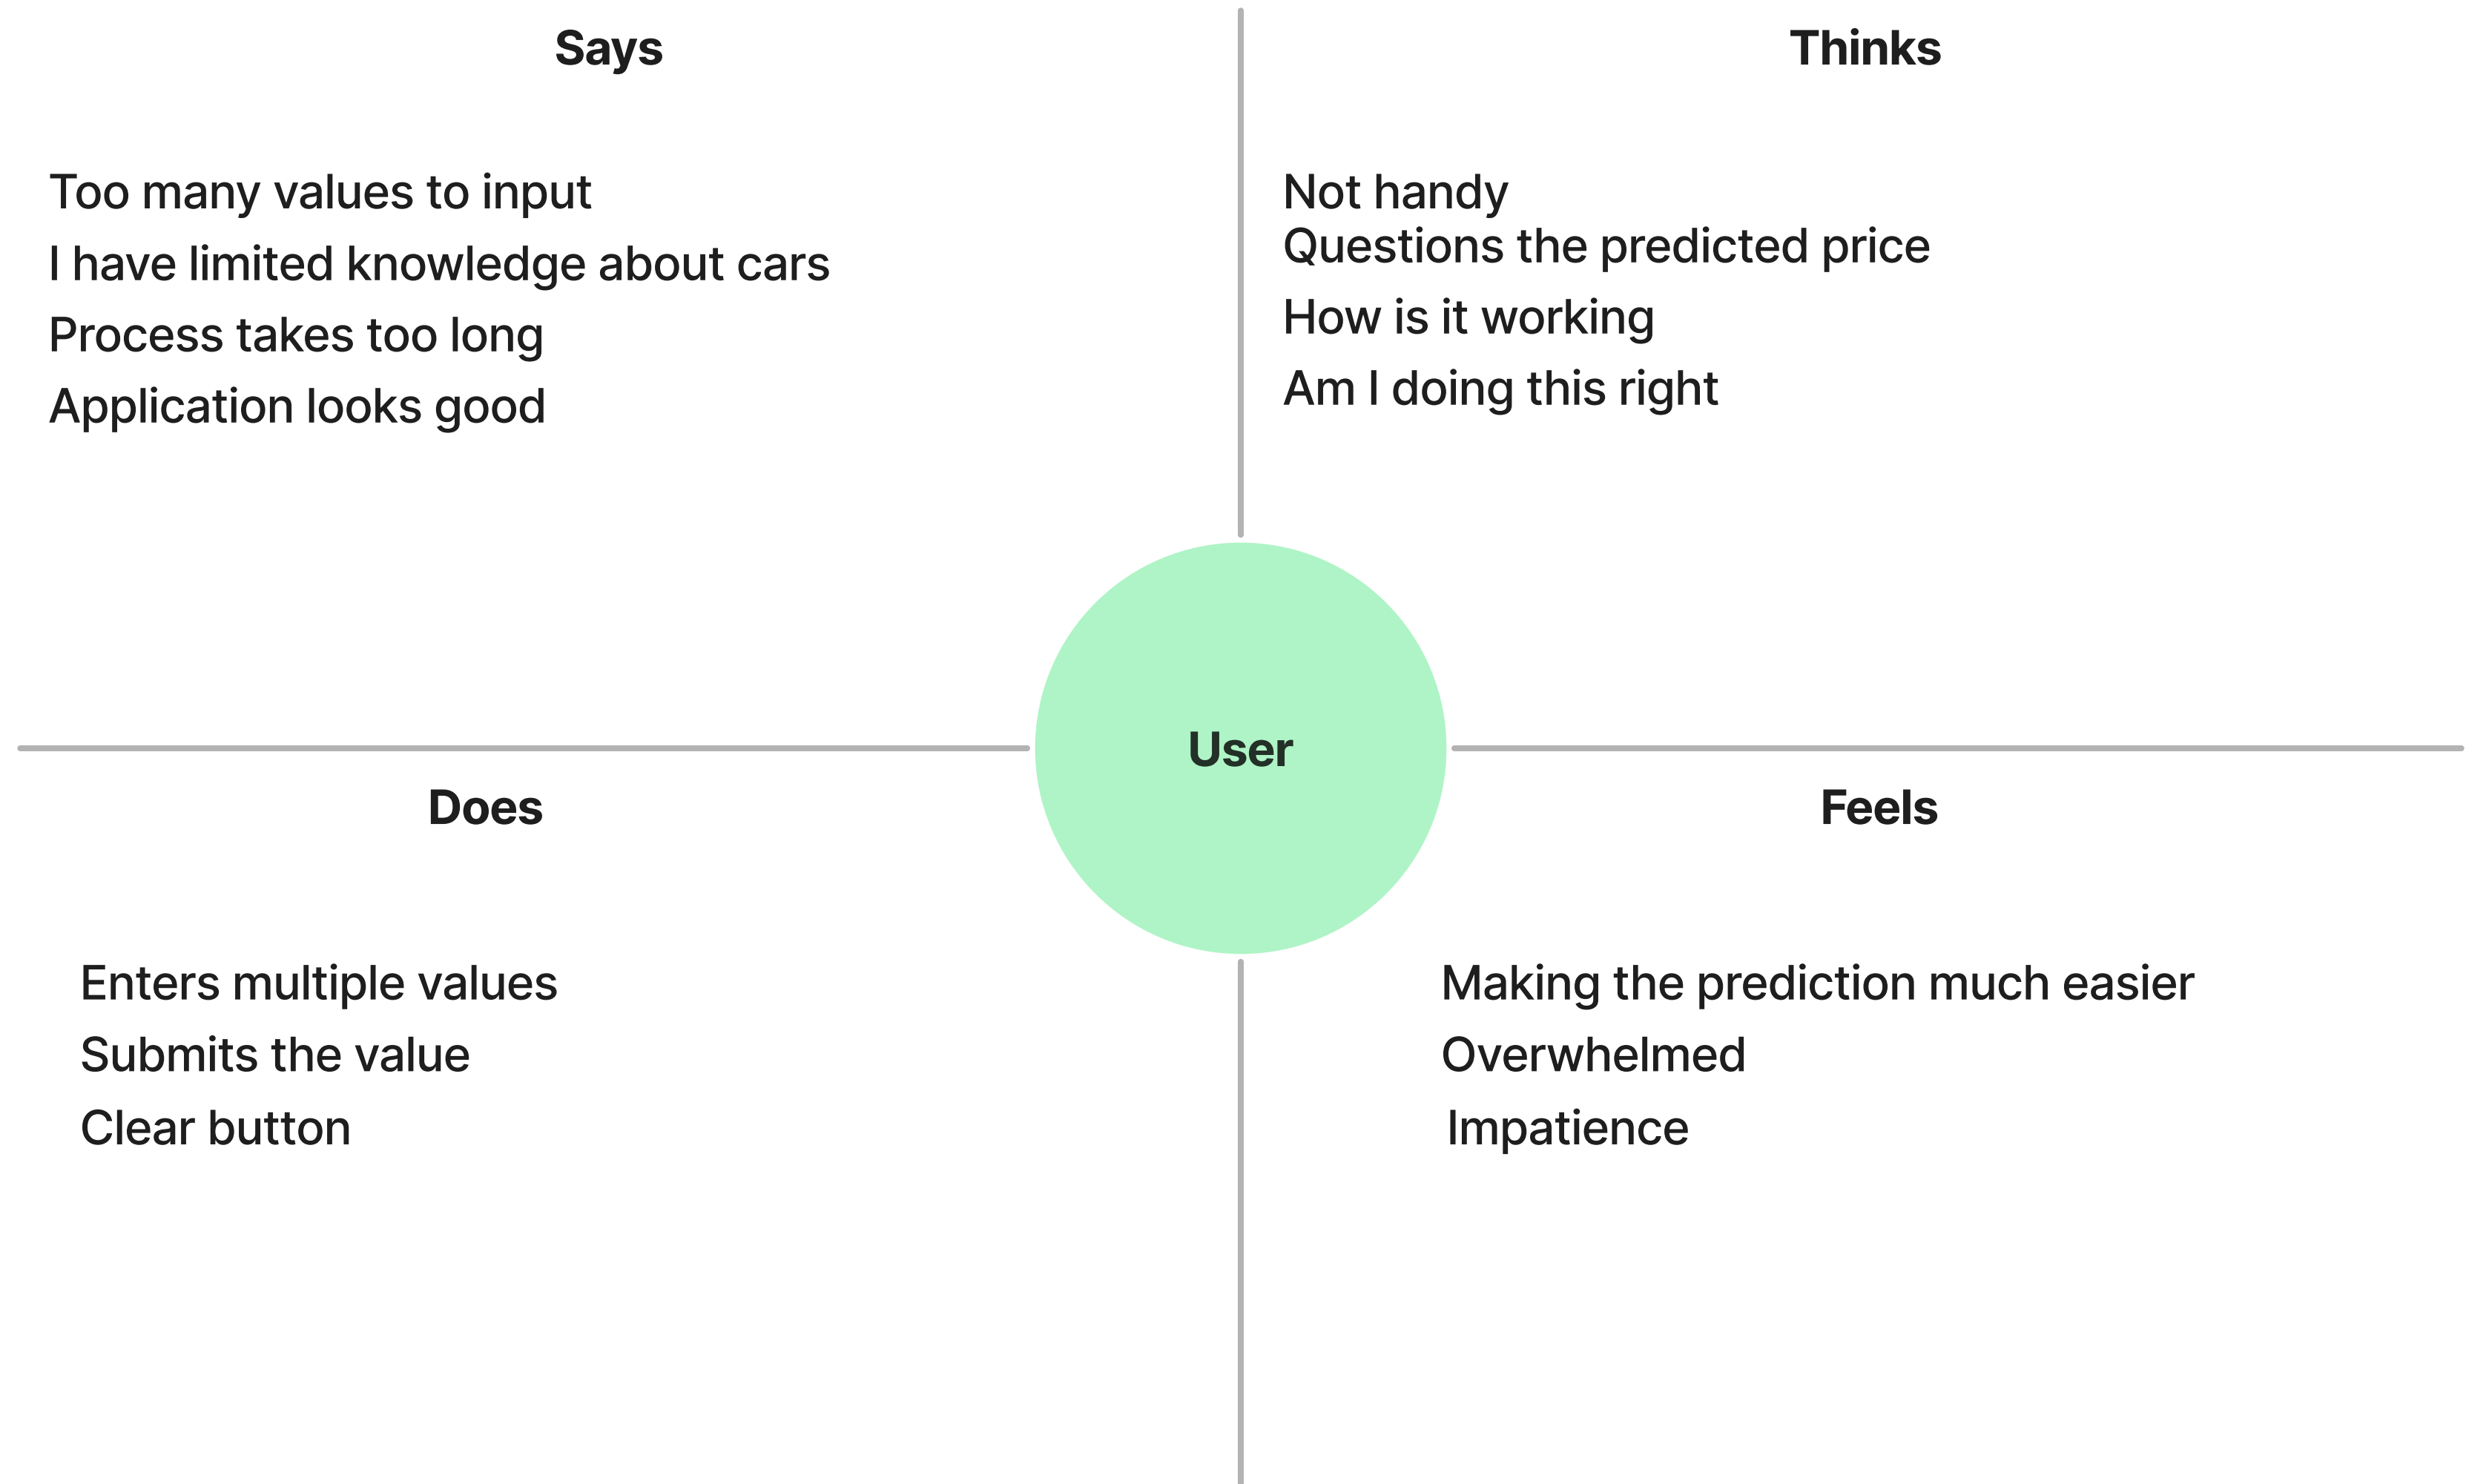 Says
Too many values to input
I have limited knowledge about cars
Process takes too long
Application looks good
Thinks
Not handy
Questions the predicted price
How is it working
Am I doing this right
User
Does
Enters multiple values
Submits the value
Clear button
Feels
Making the prediction much easier
Overwhelmed
Impatience